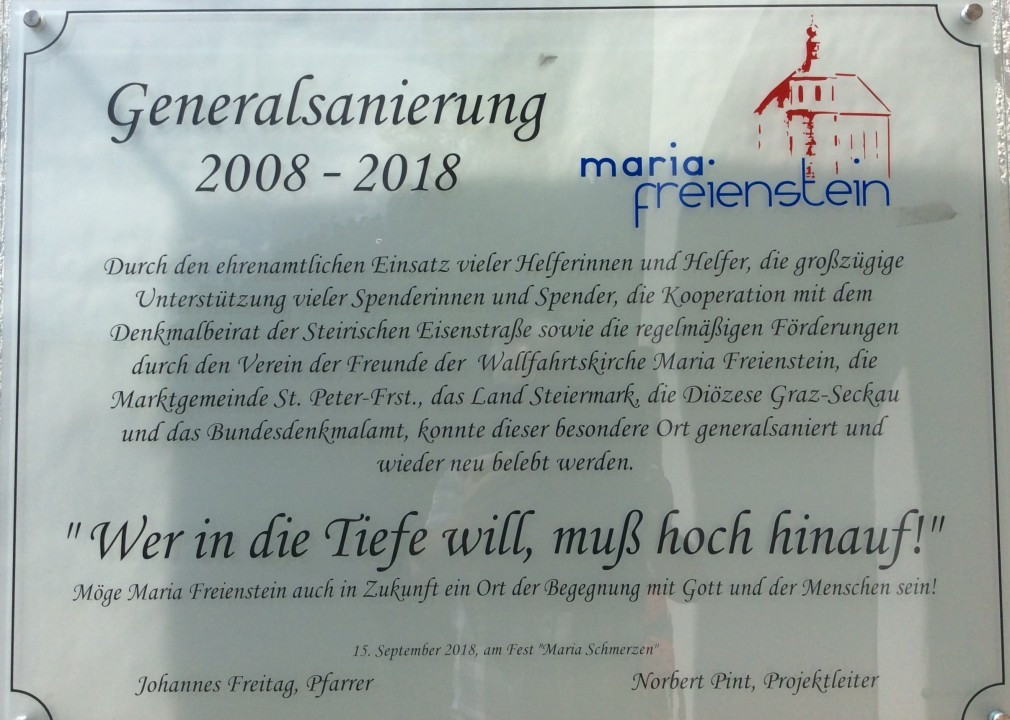 Generalsanierung
2008 - 2018
maria
freienstein
Durch den ehrenamtlichen Einsatz vieler Helferinnen und Helfer, die großzügige
Unterstützung vieler Spenderinnen und Spender, die Kooperation mit dem
Denkmalbeirat der Steirischen Eisenstraße sowie die regelmäßigen Förderungen
durch den Verein der Freunde der Wallfahrtskirche Maria Freienstein, die
Marktgemeinde St. Peter-Frst., das Land Steiermark, die Diözese Graz-Seckau
und das Bundesdenkmalamt, konnte dieser besondere Ort generalsaniert und
wieder neu belebt werden.
"Wer in die Tiefe will, muß hoch hinauf!"
Möge Maria Freienstein auch in Zukunft ein Ort der Begegnung mit Gott und der Menschen sein!
15. September 2018, am Fest "Maria Schmerzen"
Johannes Freitag, Pfarrer
Norbert Pint, Projektleiter